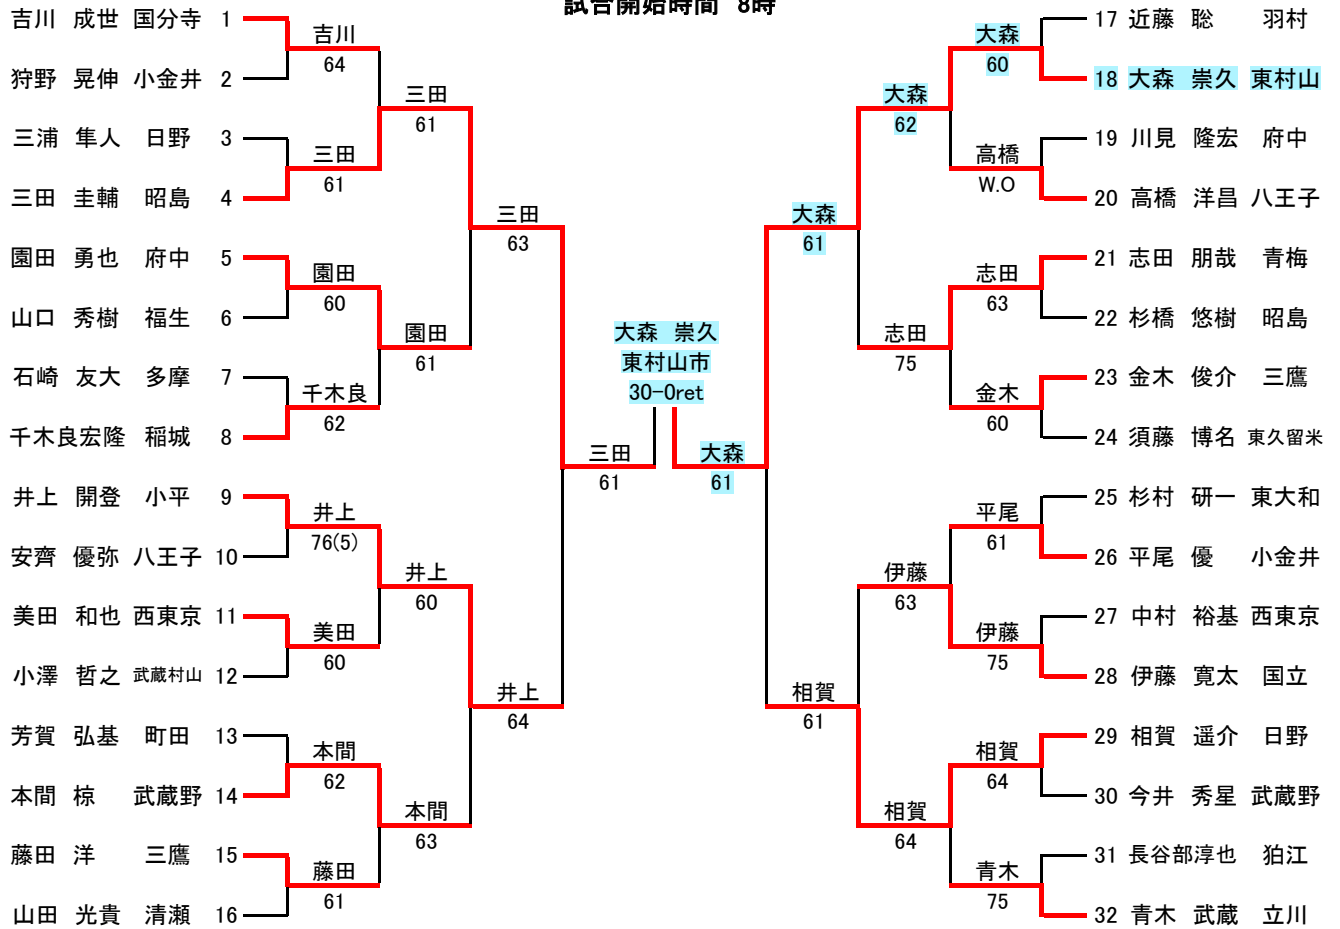 試合開始時間 8時
吉川 成世 国分寺 1
狩野 晃伸 小金井 2
三浦 隼人 日野 3
三田 圭輔 昭島 4
園田 勇也 府中 5
山口 秀樹 福生 6
石崎 友大 多摩 7
千木良宏隆 稲城 8
井上 開登 小平 9
安齊 優弥 八王子 10
美田 和也 西東京 11
小澤 哲之 武蔵村山 12
芳賀 弘基 町田 13
本間 椋 武蔵野 14
藤田 洋 三鷹 15
山田 光貴 清瀬 16
吉川
64
三田
61
園田
60
千木良
62
井上
76(5)
美田
60
本間
62
藤田
61
三田
61
園田
61
井上
60
本間
63
三田
63
井上
64
三田
61
大森 崇久
東村山市
30-0ret
大森
61
大森
61
相賀
61
大森
62
志田
75
伊藤
63
相賀
64
大森
60
高橋
W.O
志田
63
金木
60
平尾
61
伊藤
75
相賀
64
青木
75
17 近藤 聡 羽村
18 大森 崇久 東村山
19 川見 隆宏 府中
20 高橋 洋昌 八王子
21 志田 朋哉 青梅
22 杉橋 悠樹 昭島
23 金木 俊介 三鷹
24 須藤 博名 東久留米
25 杉村 研一 東大和
26 平尾 優 小金井
27 中村 裕基 西東京
28 伊藤 寛太 国立
29 相賀 遥介 日野
30 今井 秀星 武蔵野
31 長谷部淳也 狛江
32 青木 武蔵 立川